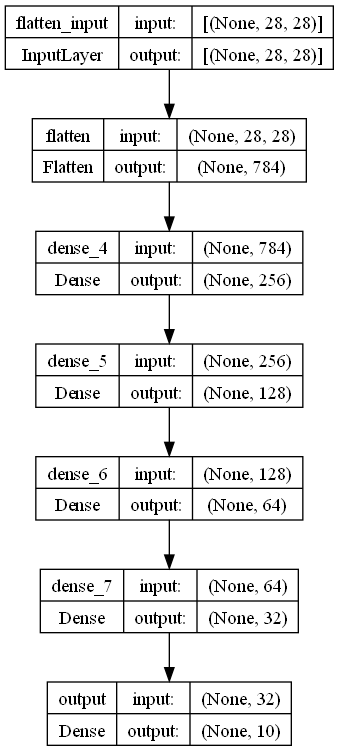 flatten_input input: [(None, 28, 28)]
InputLayer output: [(None, 28, 28)]
flatten input: (None, 28, 28)
Flatten output: (None, 784)
dense_4 input: (None, 784)
Dense output: (None, 256)
dense_5 input: (None, 256)
Dense output: (None, 128)
dense_6 input: (None, 128)
Dense output: (None, 64)
dense_7 input: (None, 64)
Dense output: (None, 32)
output input: (None, 32)
Dense output: (None, 10)